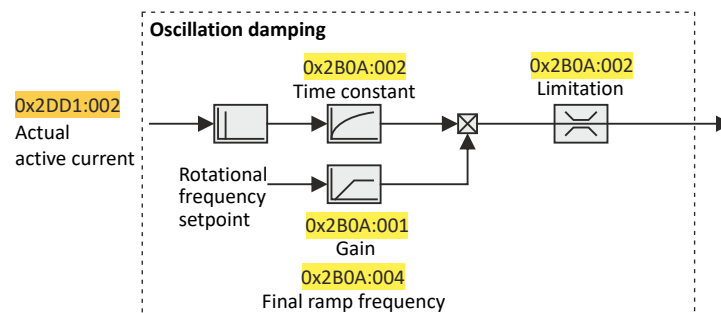 Oscillation damping
0x2B0A:002
Time constant
0x2B0A:002
Limitation
0x2DD1:002
Actual
active current
Rotational
frequency
setpoint
0x2B0A:001
Gain
0x2B0A:004
Final ramp frequency